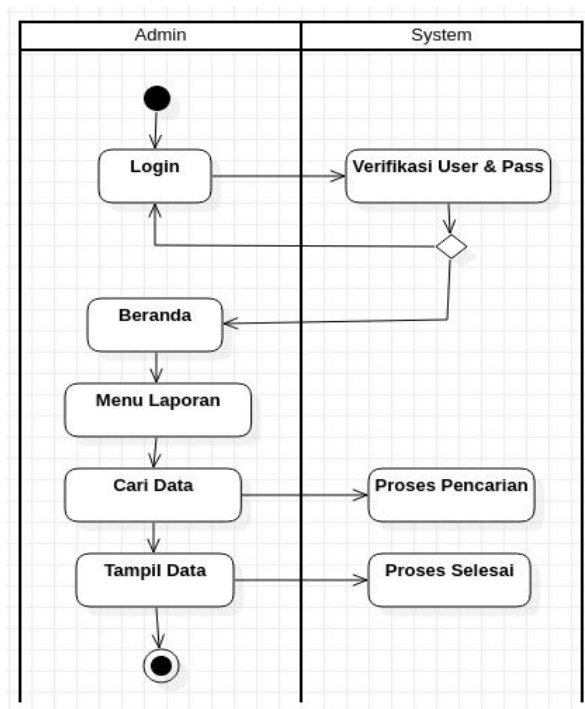 Admin
System
Login
Verifikasi User & Pass
Beranda
Menu Laporan
Cari Data
Proses Pencarian
Tampil Data
Proses Selesai